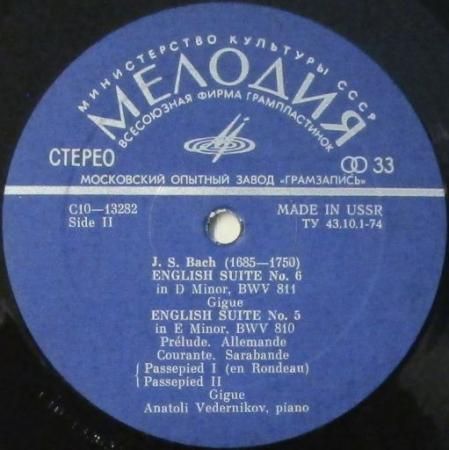 МИНИСТЕРСТВО КУЛЬТУРЫ СССР
МЕЛОДИЯ
ВСЕСОЮЗНАЯ ФИРМА ГРАМПЛАСТИНОК
СТЕРЕО
33
МОСКОВСКИЙ ОПЫТНЫЙ ЗАВОД «ГРАМЗАПИСЬ»
С10—13282
MADE IN USSR
Side II
ТУ 43.10.1-74
J. S. Bach (1685—1750)
ENGLISH SUITE No. 6
in D Minor, BWV 811
Gigue
ENGLISH SUITE No. 5
in E Minor, BWV 810
Prélude. Allemande
Courante. Sarabande
{ Passepied I (en Rondeau)
{ Passepied II
Gigue
Anatoli Vedernikov, piano